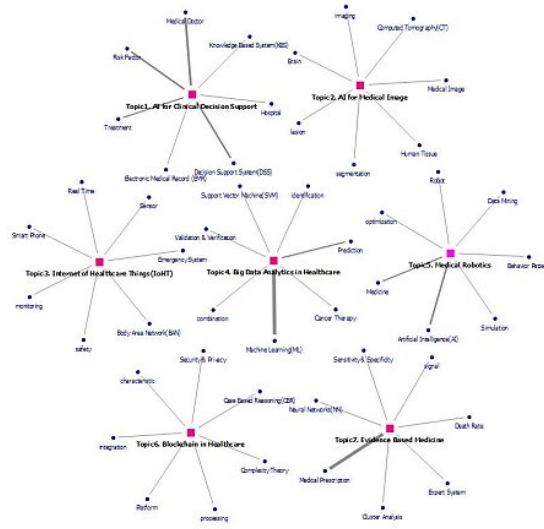 Medical Doctor
Risk Factor
Knowledge Based System(KBS)
Topic1. AI for Clinical Decision Support
Hospital
Treatment
Decision Support System(DSS)
Electronic Medical Record (EMR)
Imaging
Computed Tomography(CT)
Brain
Medical Image
Topic2. AI for Medical Image
lesion
Human Tissue
segmentation
Real Time
Sensor
Smart Phone
Emergency System
Topic3. Internet of Healthcare Things(IoHT)
monitoring
Body Area Network(BAN)
safety
Support Vector Machine(SVM)
identification
Validation & Verification
Prediction
Topic4. Big Data Analytics in Healthcare
combination
Cancer Therapy
Machine Learning(ML)
Robot
Data Mining
optimization
Topic5. Medical Robotics
Medicine
Simulation
Artificial Intelligence(AI)
Security & Privacy
characteristic
Case Based Reasoning(CBR)
Topic6. Blockchain in Healthcare
integration
Complexity Theory
Platform
processing
Sensitivity & Specificity
signal
Neural Networks(NN)
Death Rate
Topic7. Evidence Based Medicine
Medical Prescription
Expert System
Cluster Analysis